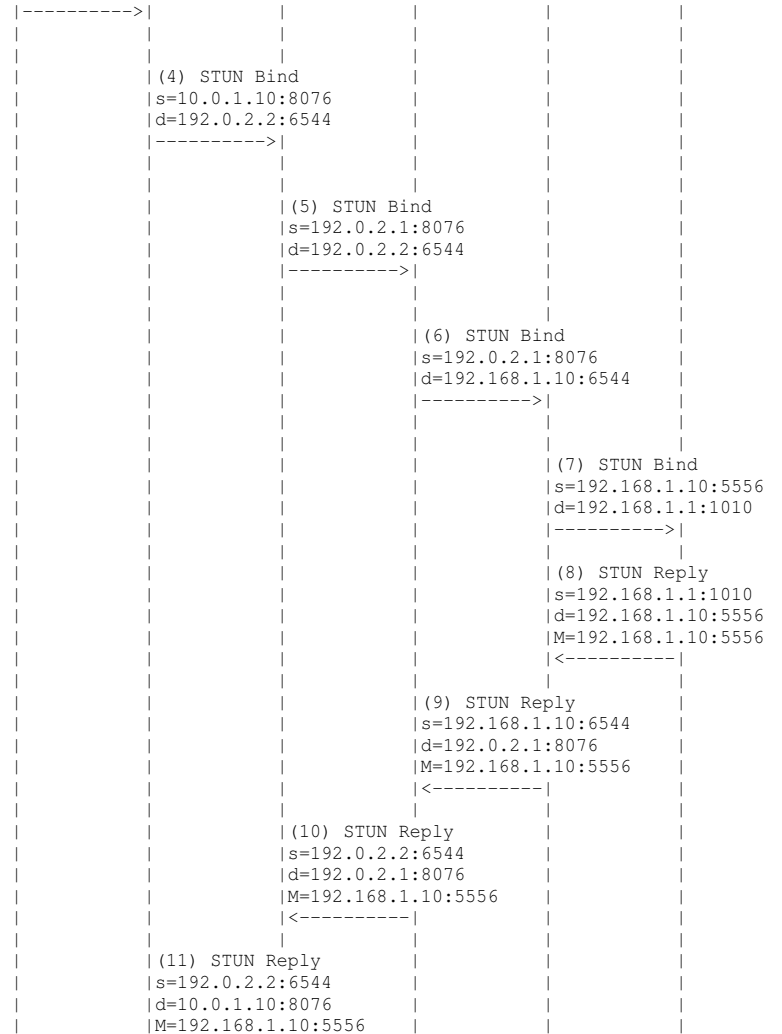 |---------->|          |          |          |          |
|          |          |          |          |          |
|          |          |          |          |          |
|          |(4) STUN Bind        |          |          |
|          |s=10.0.1.10:8076     |          |          |
|          |d=192.0.2.2:6544     |          |          |
|          |---------->|          |          |          |
|          |          |          |          |          |
|          |          |          |          |          |
|          |          |(5) STUN Bind        |          |
|          |          |s=192.0.2.1:8076     |          |
|          |          |d=192.0.2.2:6544     |          |
|          |          |---------->|          |          |
|          |          |          |          |          |
|          |          |          |          |          |
|          |          |          |(6) STUN Bind        |
|          |          |          |s=192.0.2.1:8076     |
|          |          |          |d=192.168.1.10:6544  |
|          |          |          |---------->|          |
|          |          |          |          |          |
|          |          |          |          |          |
|          |          |          |          |(7) STUN Bind
|          |          |          |          |s=192.168.1.10:5556
|          |          |          |          |d=192.168.1.1:1010
|          |          |          |          |---------->|
|          |          |          |          |          |
|          |          |          |          |(8) STUN Reply
|          |          |          |          |s=192.168.1.1:1010
|          |          |          |          |d=192.168.1.10:5556
|          |          |          |          |M=192.168.1.10:5556
|          |          |          |          |<----------|
|          |          |          |          |          |
|          |          |          |(9) STUN Reply       |
|          |          |          |s=192.168.1.10:6544  |
|          |          |          |d=192.0.2.1:8076     |
|          |          |          |M=192.168.1.10:5556  |
|          |          |          |<----------|          |
|          |          |          |          |          |
|          |          |(10) STUN Reply      |          |
|          |          |s=192.0.2.2:6544     |          |
|          |          |d=192.0.2.1:8076     |          |
|          |          |M=192.168.1.10:5556  |          |
|          |          |<----------|          |          |
|          |          |          |          |          |
|          |(11) STUN Reply      |          |          |
|          |s=192.0.2.2:6544     |          |          |
|          |d=10.0.1.10:8076     |          |          |
|          |M=192.168.1.10:5556  |          |          |